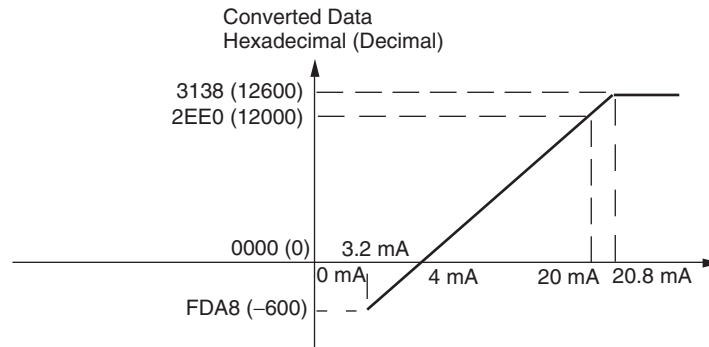 Converted Data
Hexadecimal (Decimal)
3138 (12600)
2EE0 (12000)
0000 (0)
3.2 mA
0 mA
4 mA
20 mA
20.8 mA
FDA8 (–600)